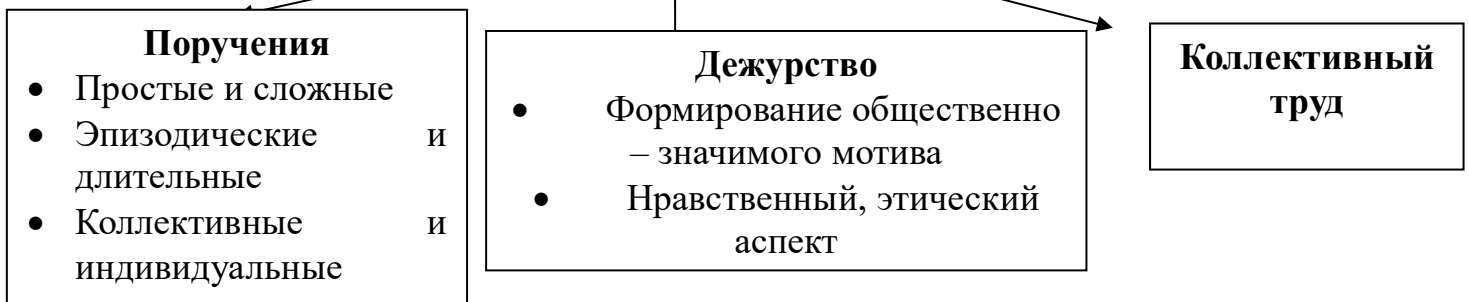 Поручения
• Простые и сложные
• Эпизодические и
длительные
• Коллективные и
индивидуальные
Дежурство
• Формирование общественно
– значимого мотива
• Нравственный, этический
аспект
Коллективный
труд